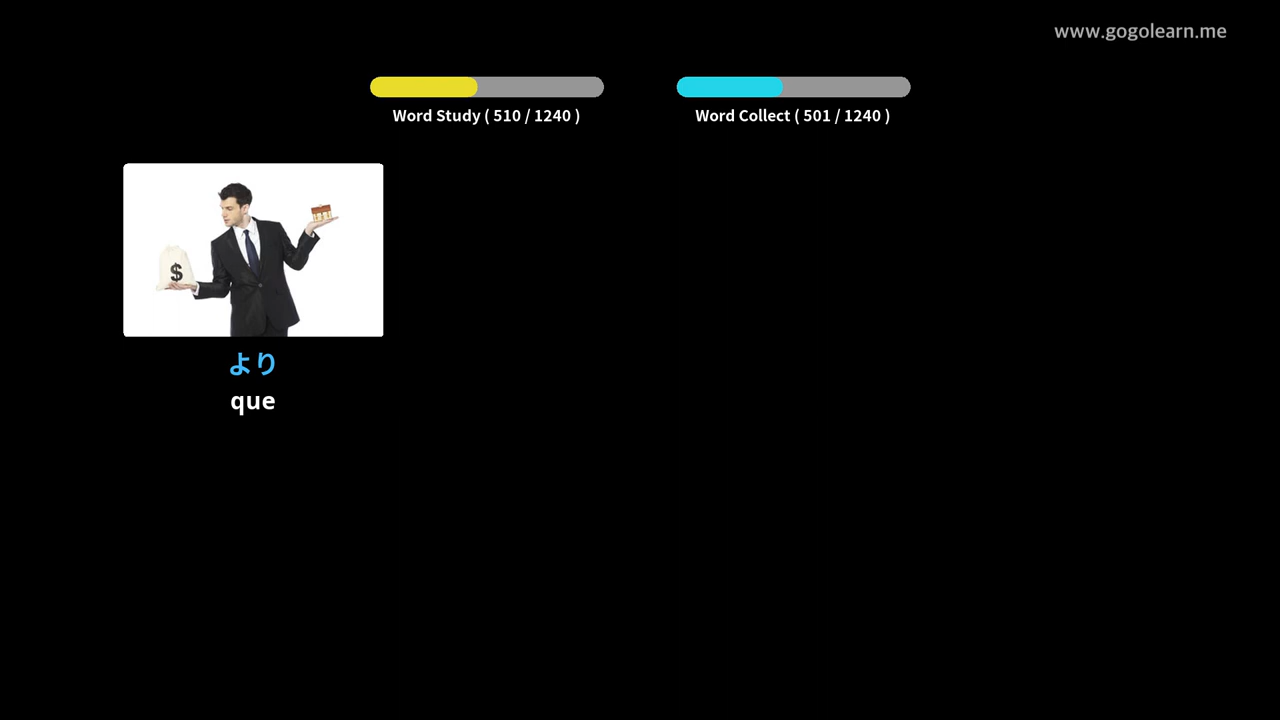 www.gogolearn.me
Word Study ( 510 / 1240 )
Word Collect ( 501 / 1240 )
$
より
que